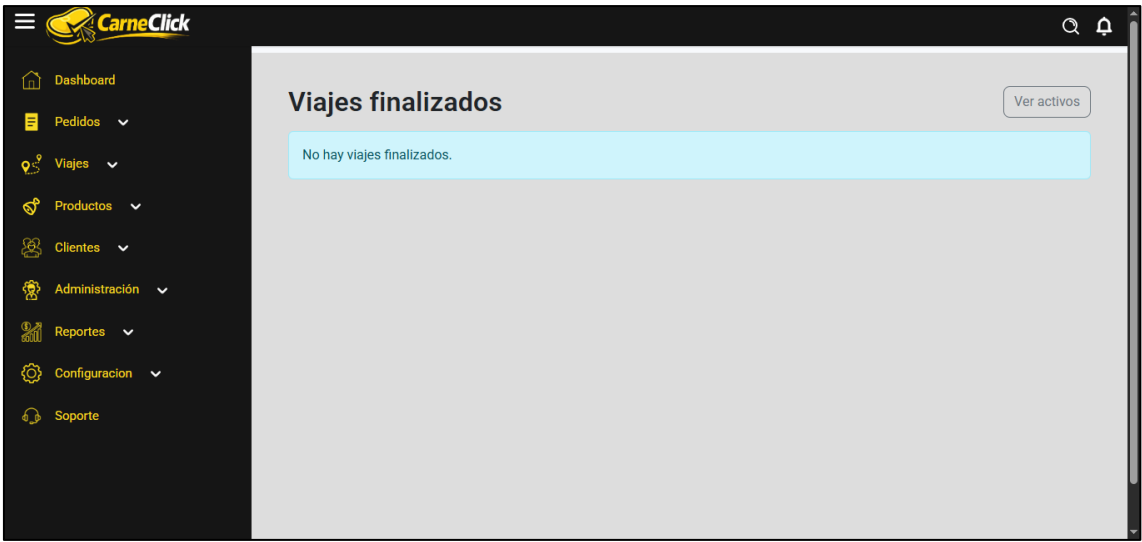 CarneClick
Dashboard
Pedidos
Viajes
Productos
Clientes
Administración
Reportes
Configuracion
Soporte
Viajes finalizados
Ver activos
No hay viajes finalizados.